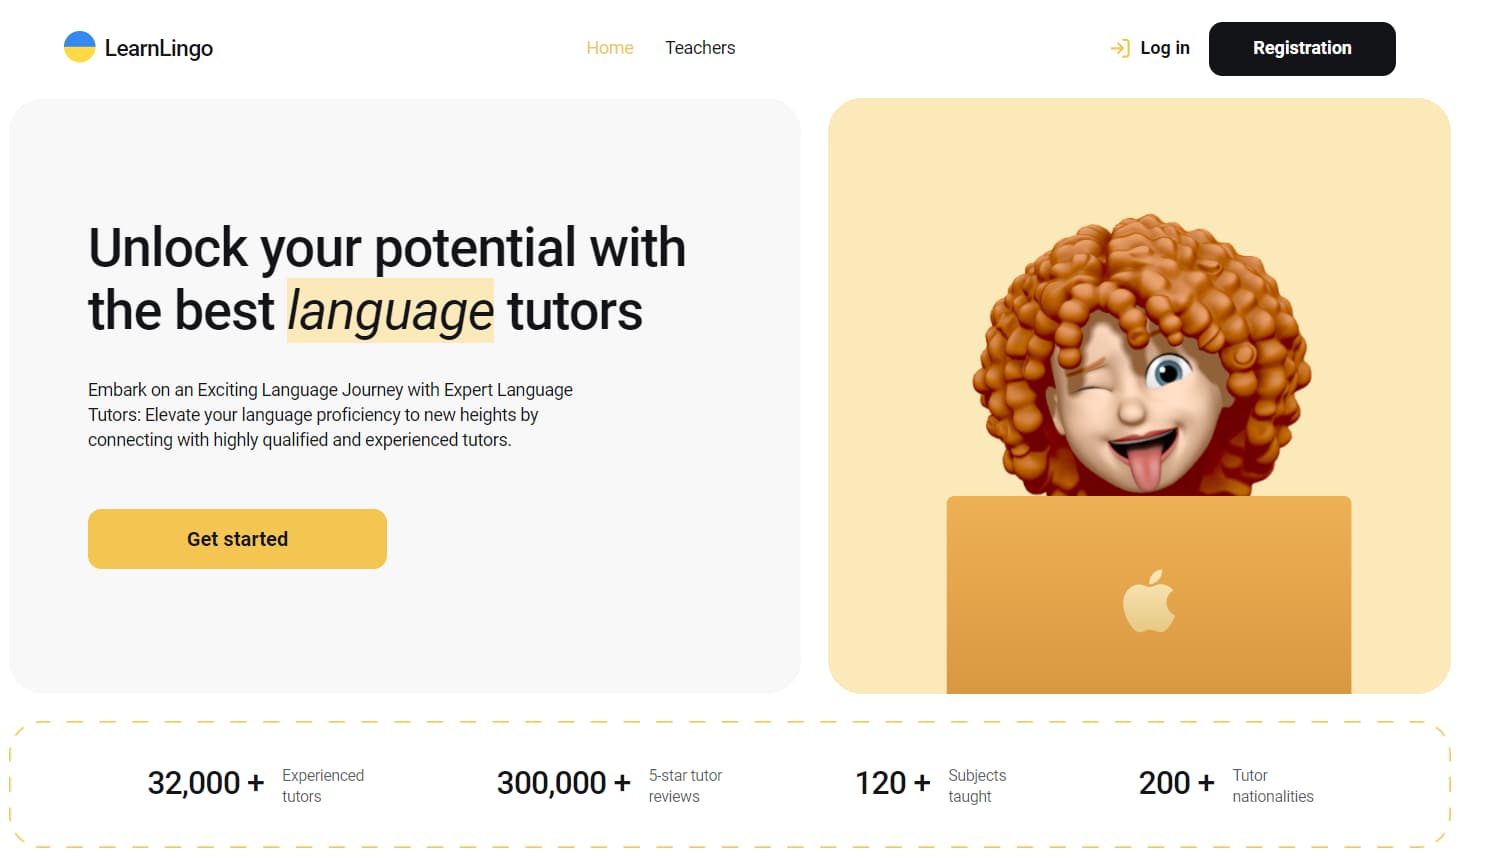 LearnLingo
Home
Teachers
Log in
Registration
Unlock your potential with
the best language tutors
Embark on an Exciting Language Journey with Expert Language
Tutors: Elevate your language proficiency to new heights by
connecting with highly qualified and experienced tutors.
Get started
32,000 +
Experienced
tutors
300,000 +
5-star tutor
reviews
120 +
Subjects
taught
200 +
Tutor
nationalities